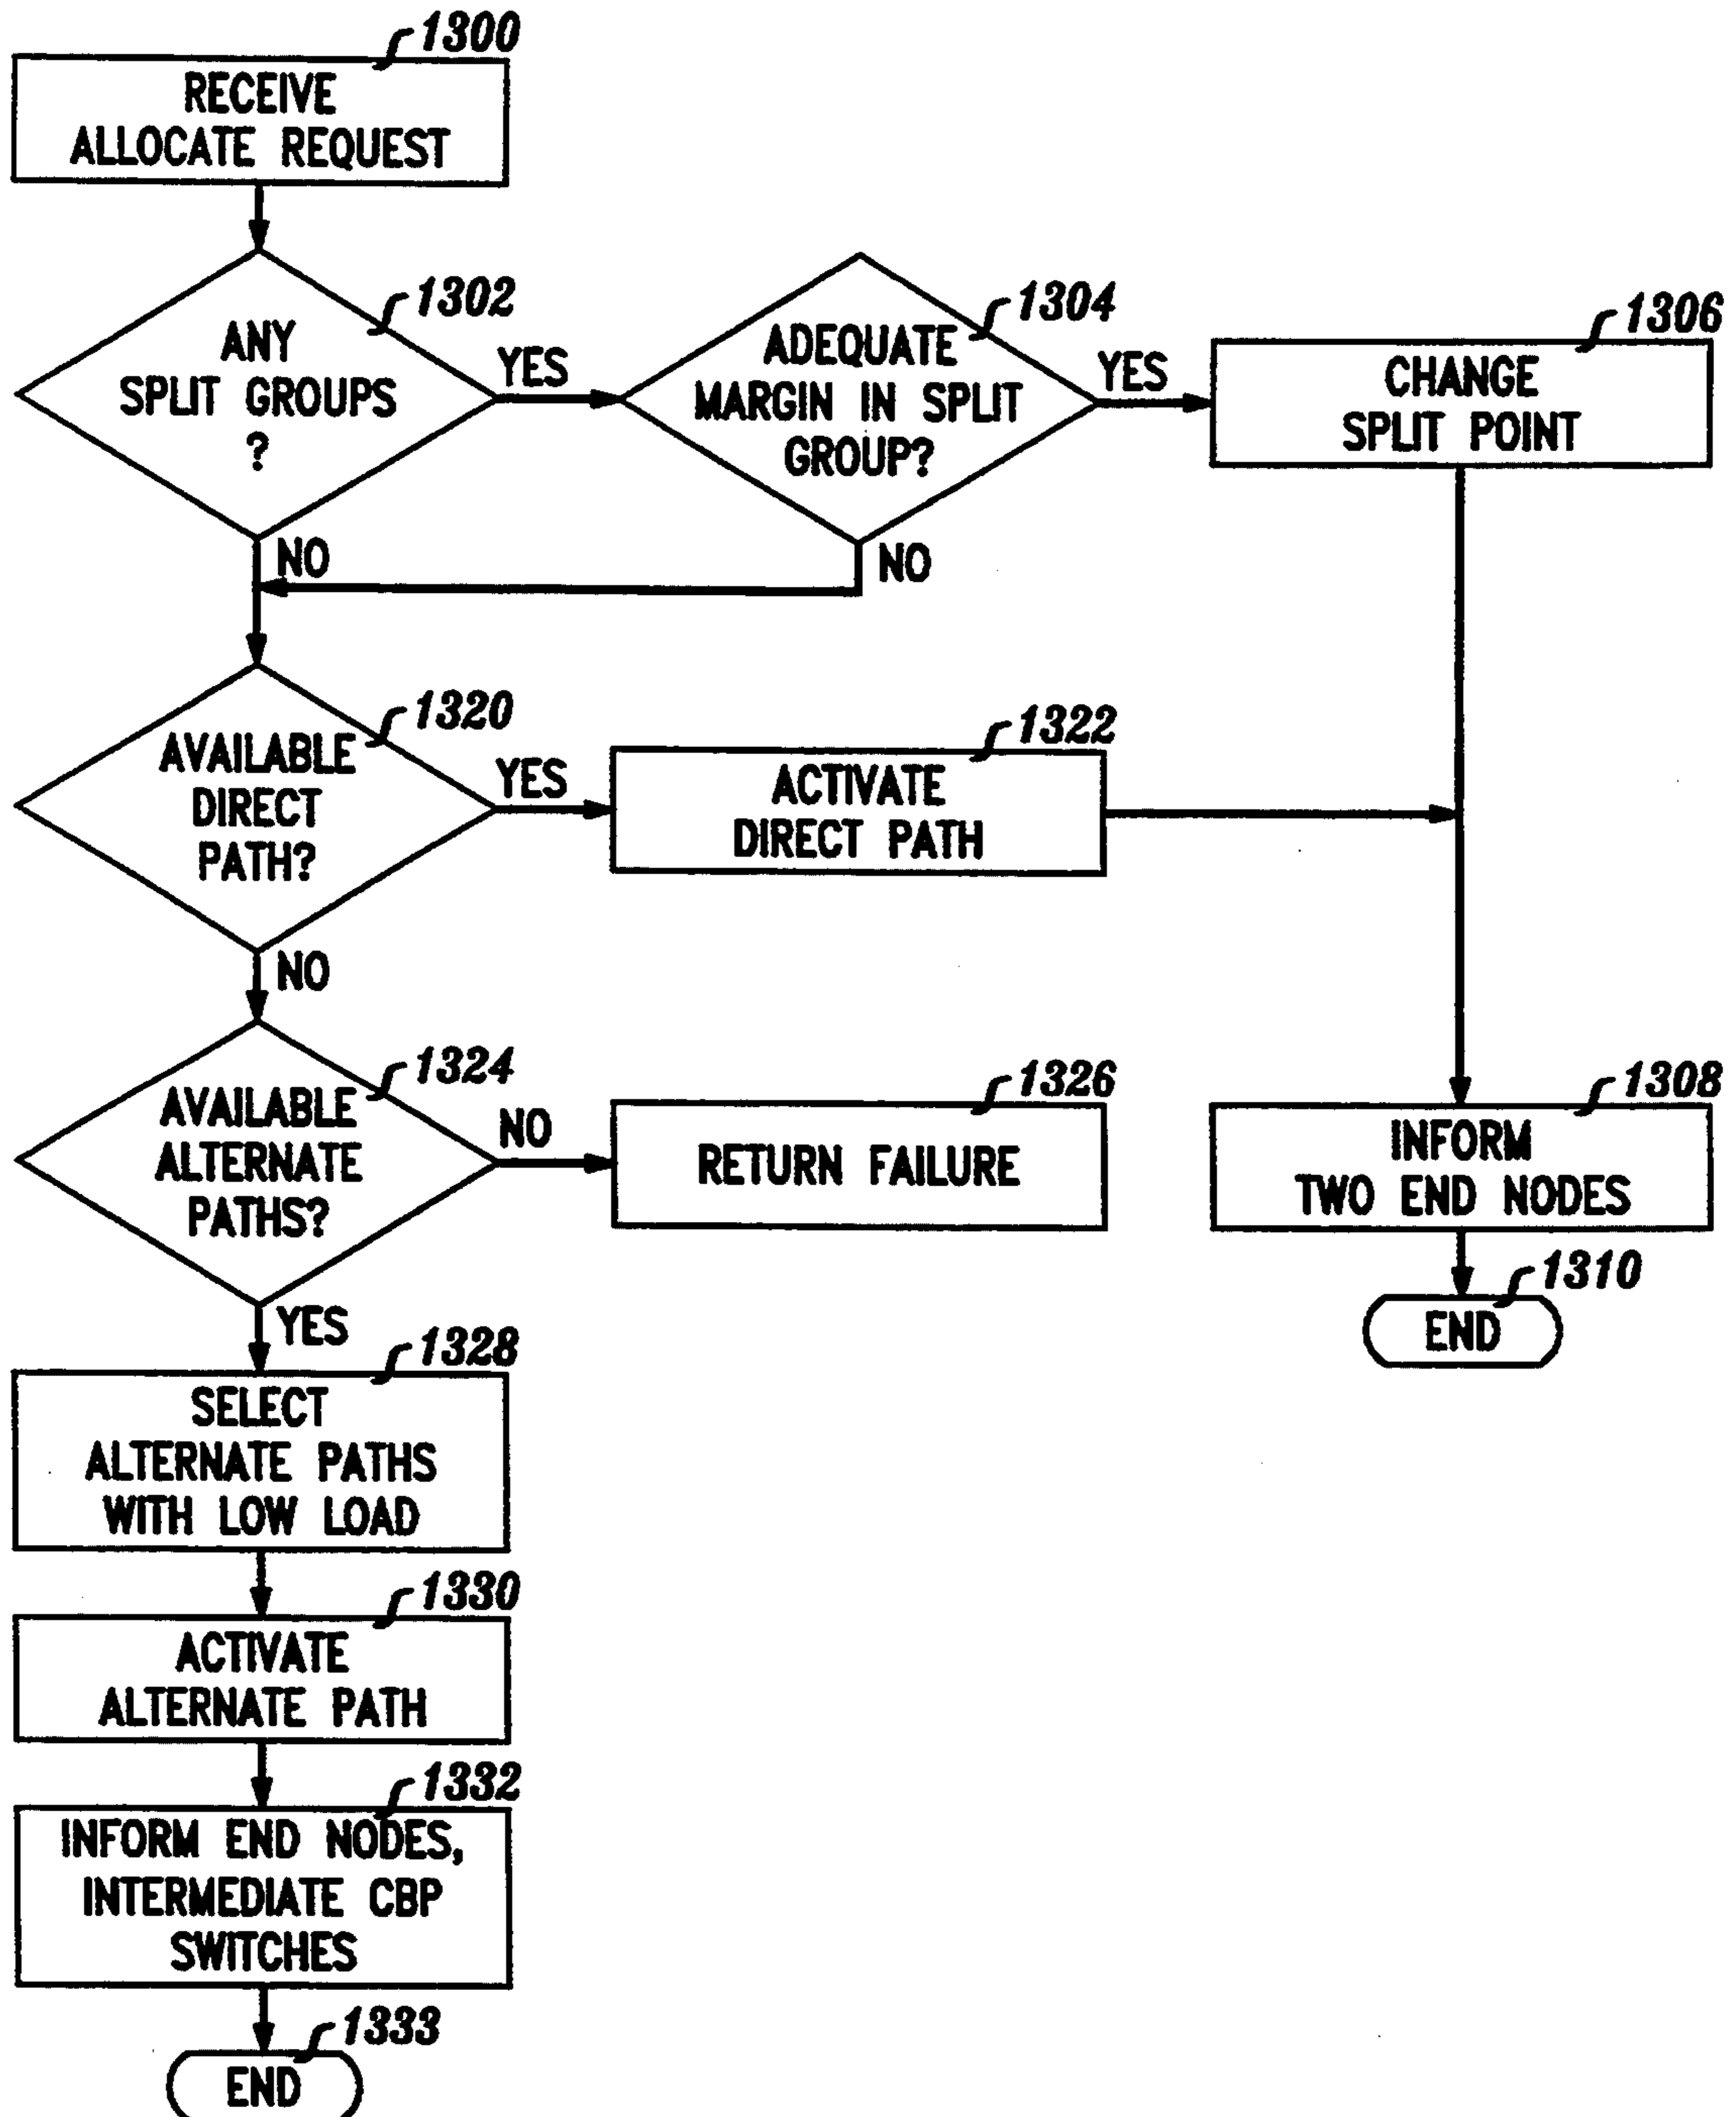 1300
RECEIVE
ALLOCATE REQUEST
1302
ANY
SPLIT GROUPS
?
YES
NO
1304
ADEQUATE
MARGIN IN SPLIT
GROUP?
YES
NO
1306
CHANGE
SPLIT POINT
1320
AVAILABLE
DIRECT
PATH?
YES
NO
1322
ACTIVATE
DIRECT PATH
1324
AVAILABLE
ALTERNATE
PATHS?
NO
YES
1326
RETURN FAILURE
1308
INFORM
TWO END NODES
1310
END
1328
SELECT
ALTERNATE PATHS
WITH LOW LOAD
1330
ACTIVATE
ALTERNATE PATH
1332
INFORM END NODES,
INTERMEDIATE CBP
SWITCHES
1333
END